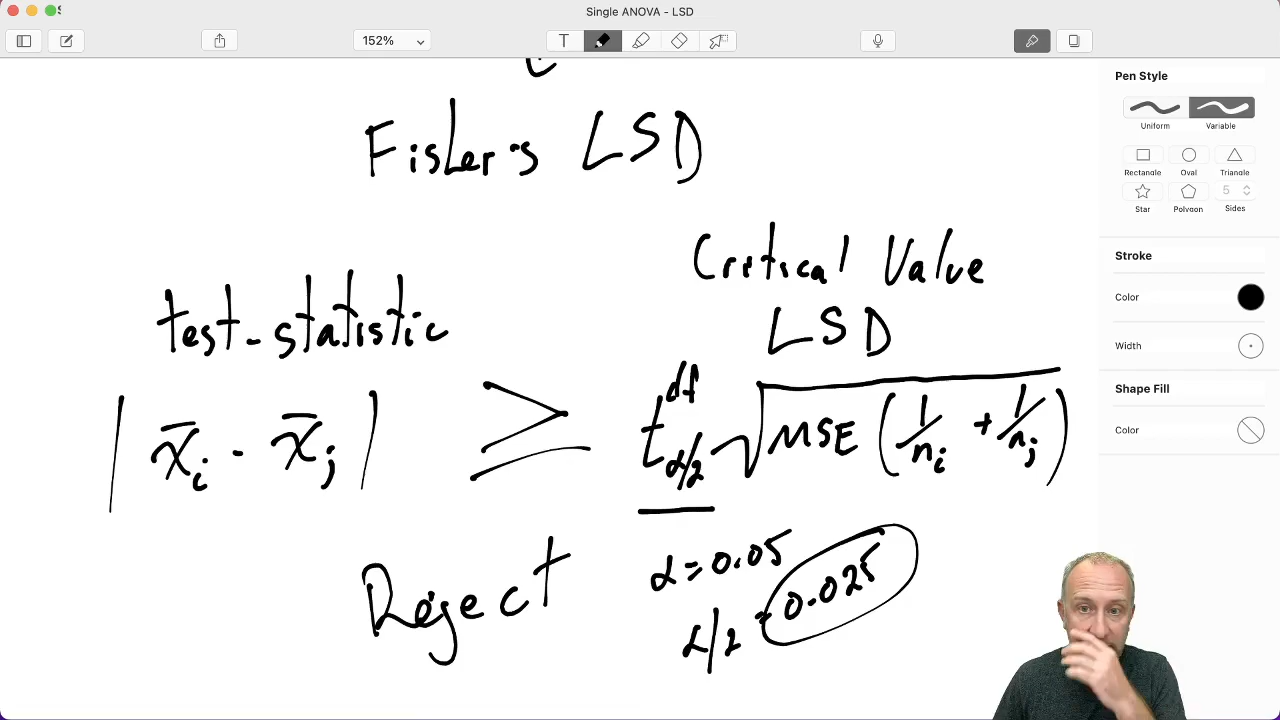 Single ANOVA - LSD
152%
T
Pen Style
Uniform
Variable
Rectangle
Oval
Triangle
Star
Polygon
5
Sides
Stroke
Color
Width
Shape Fill
Color
Fisher's LSD
Critical Value
LSD
test-statistic
| x̄i - x̄j | ≥ t^df_α/2 √MSE (1/ni + 1/nj)
Reject
α = 0.05
α/2 = 0.025